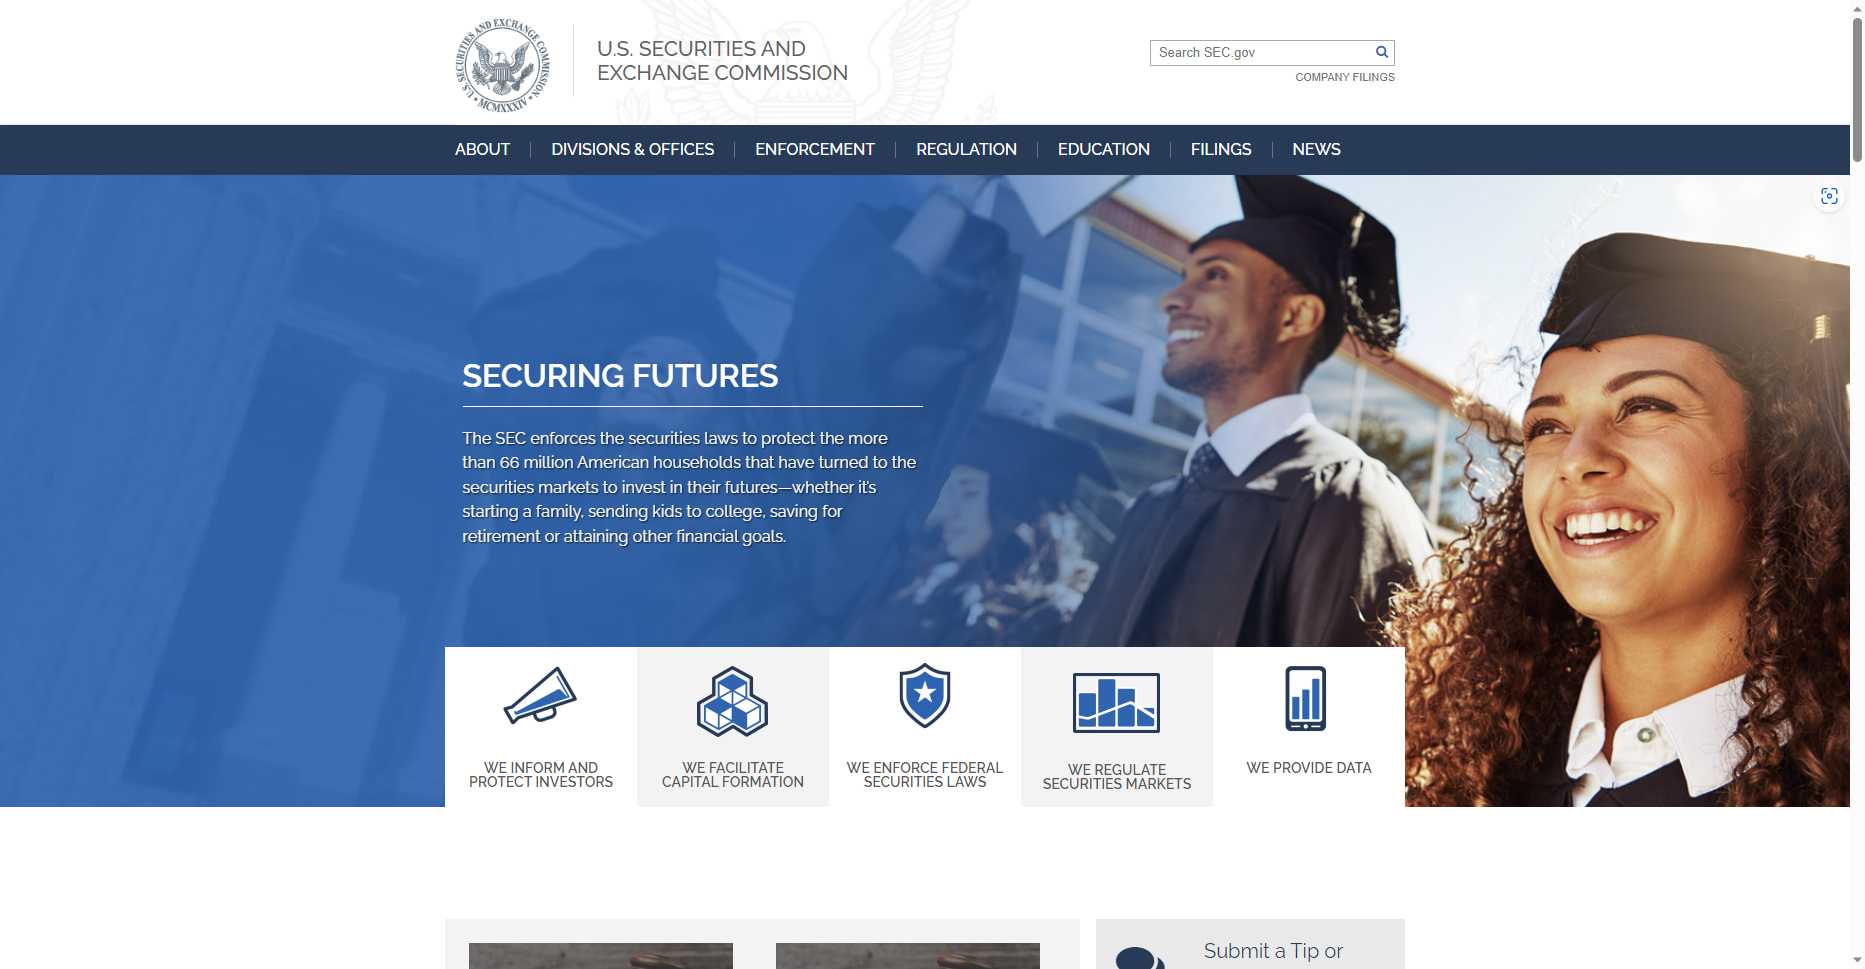 U.S. SECURITIES AND EXCHANGE COMMISSION
MCMXXXIV
U.S. SECURITIES AND
EXCHANGE COMMISSION
Search SEC.gov
COMPANY FILINGS
ABOUT
DIVISIONS & OFFICES
ENFORCEMENT
REGULATION
EDUCATION
FILINGS
NEWS
SECURING FUTURES
The SEC enforces the securities laws to protect the more
than 66 million American households that have turned to the
securities markets to invest in their futures—whether it's
starting a family, sending kids to college, saving for
retirement or attaining other financial goals.
WE INFORM AND
PROTECT INVESTORS
WE FACILITATE
CAPITAL FORMATION
WE ENFORCE FEDERAL
SECURITIES LAWS
WE REGULATE
SECURITIES MARKETS
WE PROVIDE DATA
Submit a Tip or